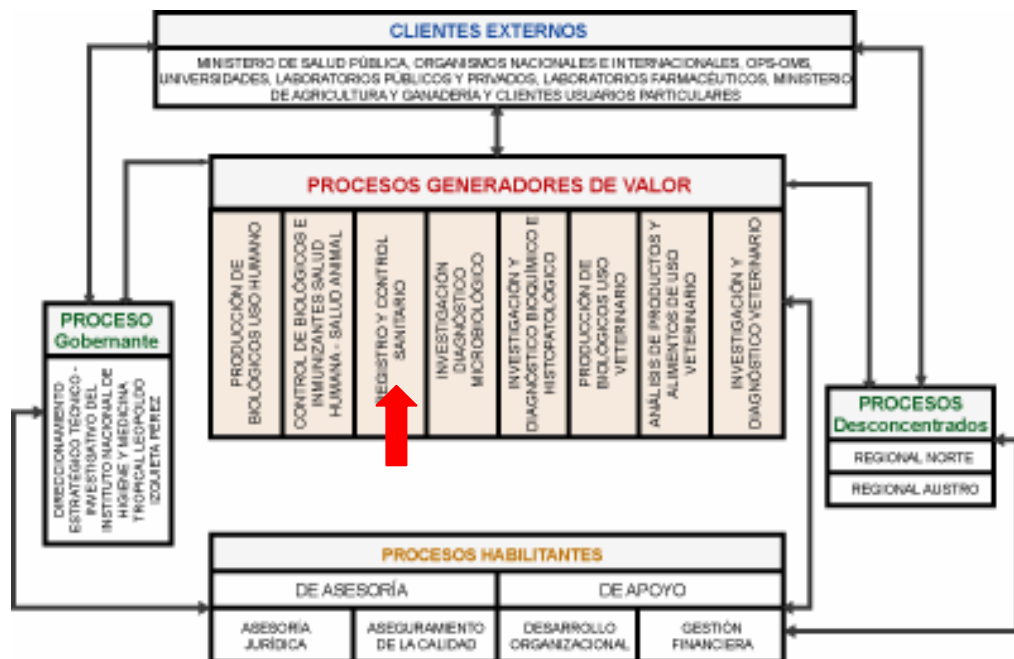 CLIENTES EXTERNOS
MINISTERIO DE SALUD PÚBLICA, ORGANISMOS NACIONALES E INTERNACIONALES, OPS-OMS,
UNIVERSIDADES, LABORATORIOS PÚBLICOS Y PRIVADOS, LABORATORIOS FARMACÉUTICOS, MINISTERIO
DE AGRICULTURA Y GANADERÍA Y CLIENTES USUARIOS PARTICULARES
PROCESOS GENERADORES DE VALOR
PRODUCCIÓN DE
BIOLÓGICOS USO HUMANO
CONTROL DE BIOLÓGICOS E
INMUNIZANTES SALUD
HUMANA - SALUD ANIMAL
REGISTRO Y CONTROL
SANITARIO
INVESTIGACIÓN
DIAGNÓSTICO
MICROBIOLÓGICO
INVESTIGACIÓN Y
DIAGNÓSTICO BIOQUÍMICO E
HISTOPATOLÓGICO
PRODUCCIÓN DE
BIOLÓGICOS USO
VETERINARIO
ANÁLISIS DE PRODUCTOS Y
ALIMENTOS DE USO
VETERINARIO
INVESTIGACIÓN Y
DIAGNÓSTICO VETERINARIO
PROCESO
Gobernante
DIRECCIONAMIENTO
ESTRATÉGICO TÉCNICO -
INVESTIGATIVO DEL
INSTITUTO NACIONAL DE
HIGIENE Y MEDICINA
TROPICAL LEOPOLDO
IZQUIETA PEREZ
PROCESOS
Desconcentrados
REGIONAL NORTE
REGIONAL AUSTRO
PROCESOS HABILITANTES
DE ASESORÍA
DE APOYO
ASESORÍA
JURÍDICA
ASEGURAMIENTO
DE LA CALIDAD
DESARROLLO
ORGANIZACIONAL
GESTIÓN
FINANCIERA